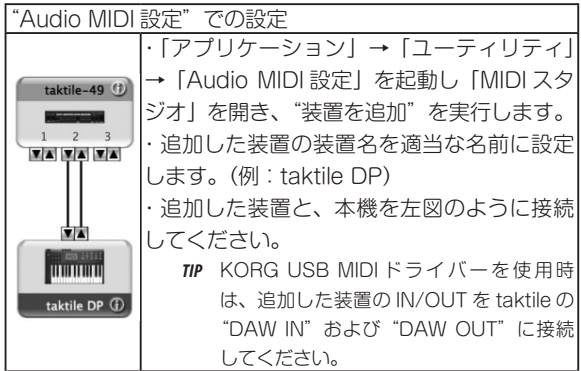 “Audio MIDI 設定”での設定
taktile-49
1 2 3
taktile DP
・「アプリケーション」→「ユーティリティ」
→「Audio MIDI 設定」を起動し「MIDI スタ
ジオ」を開き、“装置を追加”を実行します。
・追加した装置の装置名を適当な名前に設定
します。(例：taktile DP)
・追加した装置と、本機を左図のように接続
してください。
TIP KORG USB MIDI ドライバーを使用時
は、追加した装置の IN/OUT を taktile の
“DAW IN”および“DAW OUT”に接続
してください。